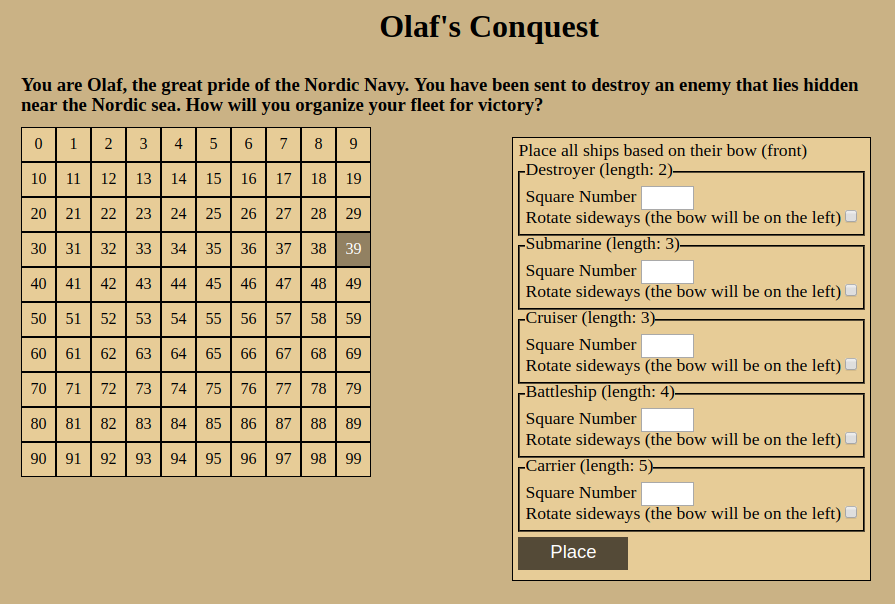 Olaf's Conquest
You are Olaf, the great pride of the Nordic Navy. You have been sent to destroy an enemy that lies hidden
near the Nordic sea. How will you organize your fleet for victory?
0 1 2 3 4 5 6 7 8 9
10 11 12 13 14 15 16 17 18 19
20 21 22 23 24 25 26 27 28 29
30 31 32 33 34 35 36 37 38 39
40 41 42 43 44 45 46 47 48 49
50 51 52 53 54 55 56 57 58 59
60 61 62 63 64 65 66 67 68 69
70 71 72 73 74 75 76 77 78 79
80 81 82 83 84 85 86 87 88 89
90 91 92 93 94 95 96 97 98 99
Place all ships based on their bow (front)
Destroyer (length: 2)
Square Number
Rotate sideways (the bow will be on the left)
Submarine (length: 3)
Square Number
Rotate sideways (the bow will be on the left)
Cruiser (length: 3)
Square Number
Rotate sideways (the bow will be on the left)
Battleship (length: 4)
Square Number
Rotate sideways (the bow will be on the left)
Carrier (length: 5)
Square Number
Rotate sideways (the bow will be on the left)
Place